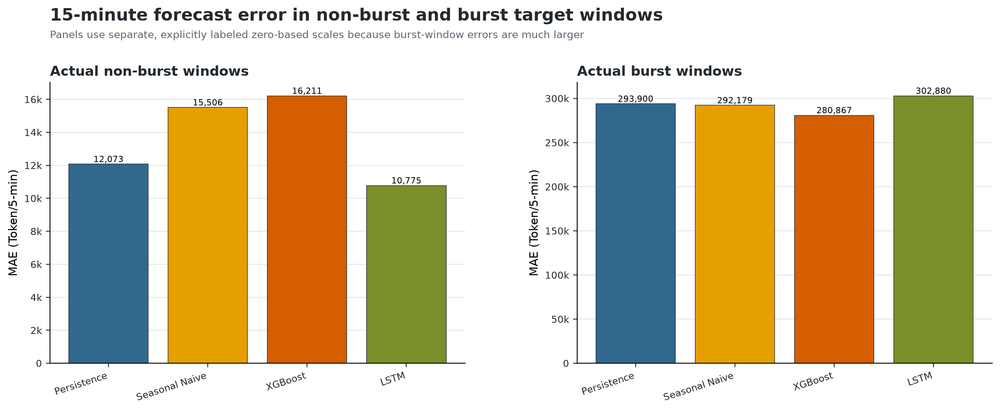 15-minute forecast error in non-burst and burst target windows
Panels use separate, explicitly labeled zero-based scales because burst-window errors are much larger
Actual non-burst windows
MAE (Token/5-min)
16k
14k
12k
10k
8k
6k
4k
2k
0
12,073
15,506
16,211
10,775
Persistence
Seasonal Naive
XGBoost
LSTM
Actual burst windows
MAE (Token/5-min)
300k
250k
200k
150k
100k
50k
0
293,900
292,179
280,867
302,880
Persistence
Seasonal Naive
XGBoost
LSTM